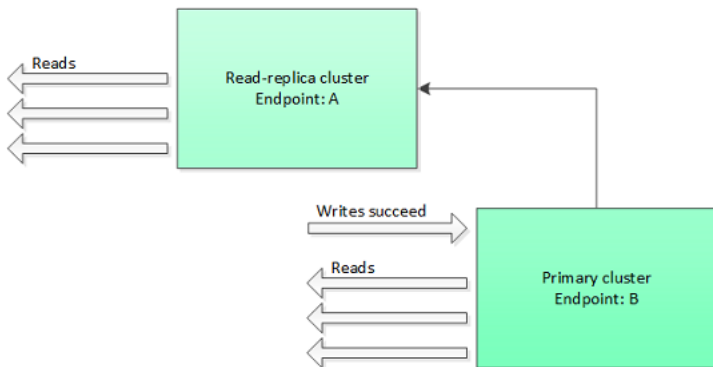 Reads
Read-replica cluster
Endpoint: A
Writes succeed
Reads
Primary cluster
Endpoint: B